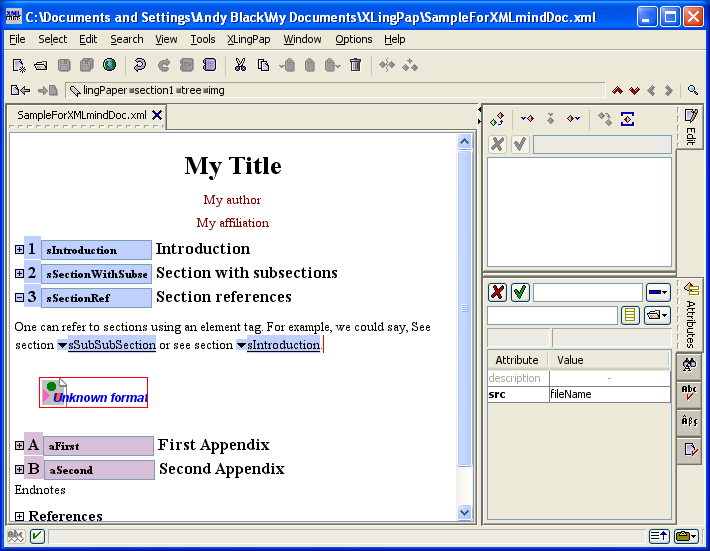 C:\Documents and Settings\Andy Black\My Documents\XLingPap\SampleForXMLmindDoc.xml
File Select Edit Search View Tools XLingPap Window Options Help
lingPaper section1 tree img
SampleForXMLmindDoc.xml
My Title
My author
My affiliation
1 sIntroduction Introduction
2 sSectionWithSubse Section with subsections
3 sSectionRef Section references
One can refer to sections using an element tag. For example, we could say, See
section sSubSubSection or see section sIntroduction.
Unknown format
A aFirst First Appendix
B aSecond Second Appendix
Endnotes
References
Edit
Attributes
Attribute Value
description -
src fileName
Abc
Abc